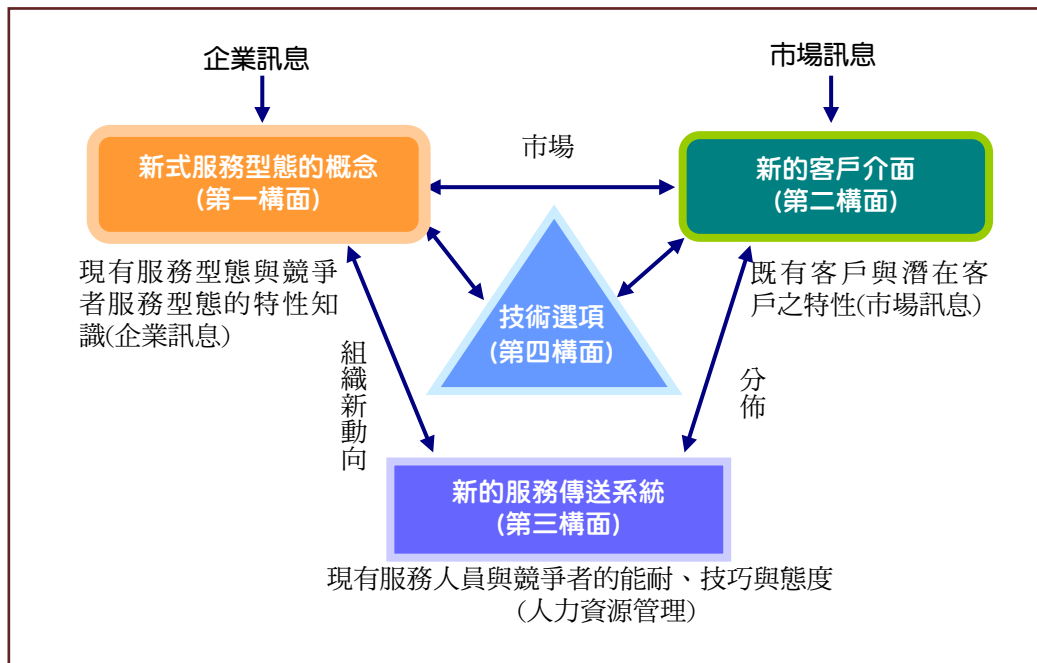 企業訊息
市場訊息
新式服務型態的概念
(第一構面)
市場
新的客戶介面
(第二構面)
現有服務型態與競爭
者服務型態的特性知
識(企業訊息)
既有客戶與潛在客
戶之特性(市場訊息)
技術選項
(第四構面)
組織新動向
分佈
新的服務傳送系統
(第三構面)
現有服務人員與競爭者的能耐、技巧與態度
(人力資源管理)